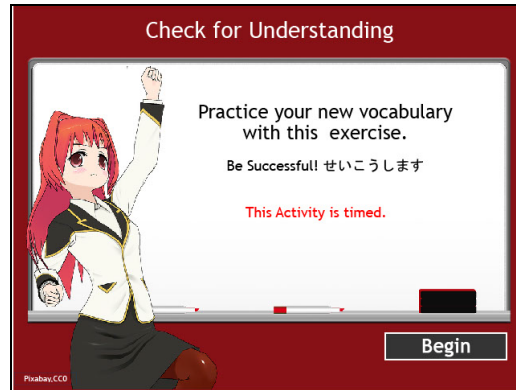 Check for Understanding
Practice your new vocabulary
with this exercise.
Be Successful! せいこうします
This Activity is timed.
Begin
Pixabay,CC0